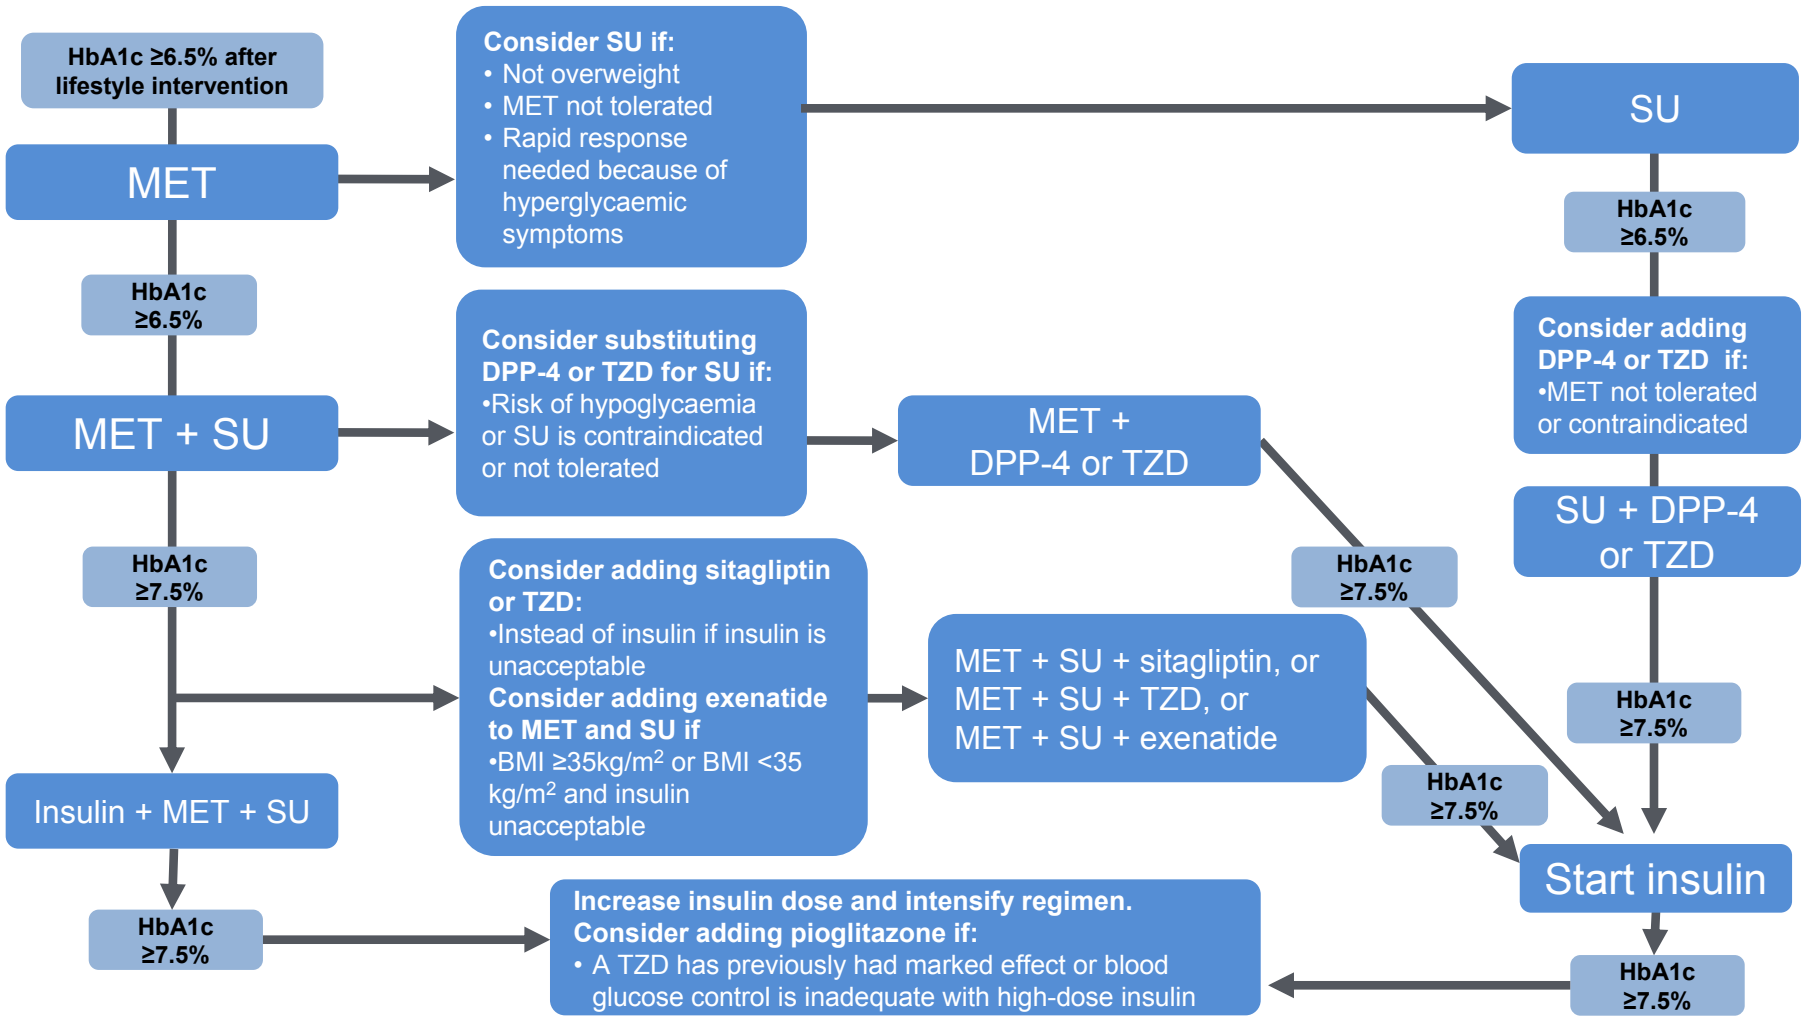 HbA1c ≥6.5% after
lifestyle intervention
MET
HbA1c
≥6.5%
MET + SU
HbA1c
≥7.5%
Insulin + MET + SU
HbA1c
≥7.5%
Consider SU if:
• Not overweight
• MET not tolerated
• Rapid response
needed because of
hyperglycaemic
symptoms
Consider substituting
DPP-4 or TZD for SU if:
•Risk of hypoglycaemia
or SU is contraindicated
or not tolerated
MET +
DPP-4 or TZD
HbA1c
≥7.5%
Consider adding sitagliptin
or TZD:
•Instead of insulin if insulin is
unacceptable
Consider adding exenatide
to MET and SU if
•BMI ≥35kg/m² or BMI <35
kg/m² and insulin
unacceptable
MET + SU + sitagliptin, or
MET + SU + TZD, or
MET + SU + exenatide
HbA1c
≥7.5%
SU
HbA1c
≥6.5%
Consider adding
DPP-4 or TZD if:
•MET not tolerated
or contraindicated
SU + DPP-4
or TZD
HbA1c
≥7.5%
Start insulin
HbA1c
≥7.5%
Increase insulin dose and intensify regimen.
Consider adding pioglitazone if:
• A TZD has previously had marked effect or blood
glucose control is inadequate with high-dose insulin